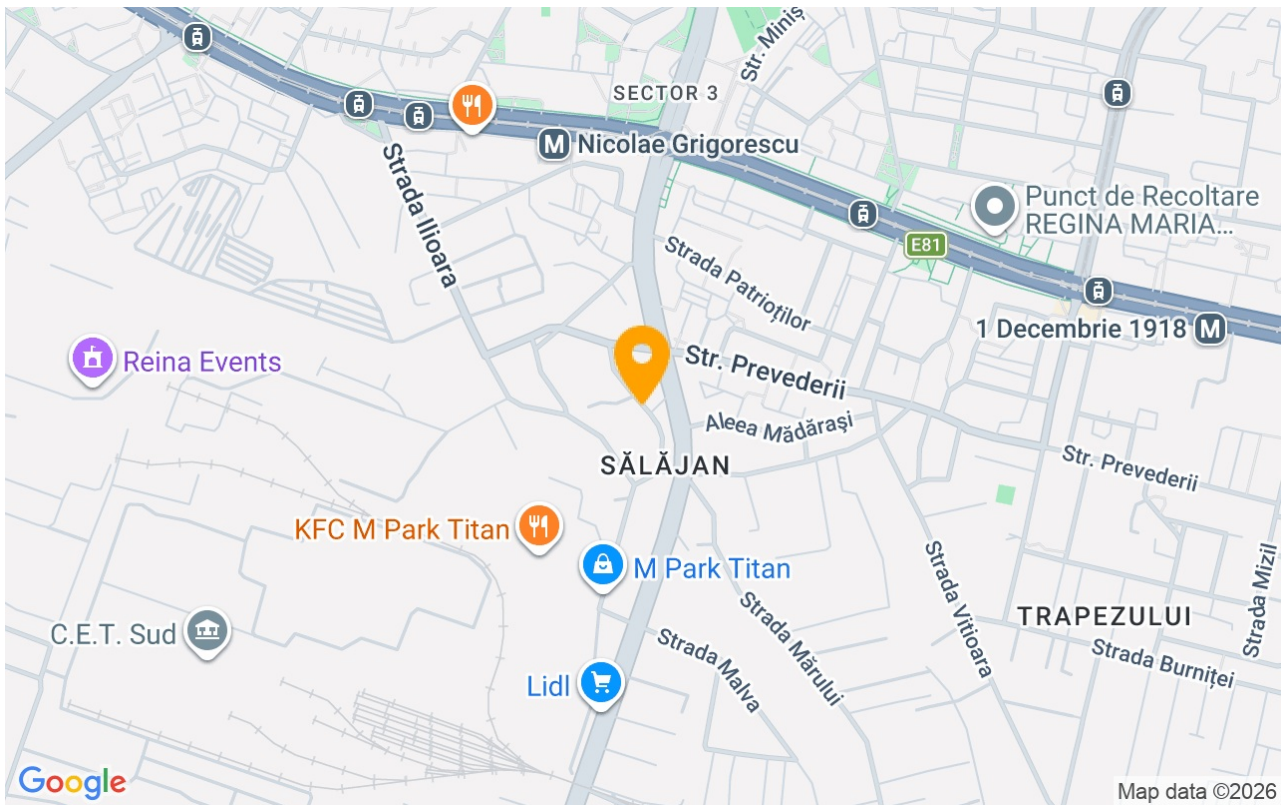 SECTOR 3
Str. Miniș
Nicolae Grigorescu
M
Strada Ilioara
Punct de Recoltare
REGINA MARIA...
E81
Strada Patrioților
1 Decembrie 1918
M
Reina Events
Str. Prevederii
Aleea Mădărași
SĂLĂJAN
Str. Prevederii
KFC M Park Titan
M Park Titan
Strada Vitioara
Strada Mizil
TRAPEZULUI
C.E.T. Sud
Strada Mărului
Strada Malva
Strada Burniței
Lidl
Google
Map data ©2026